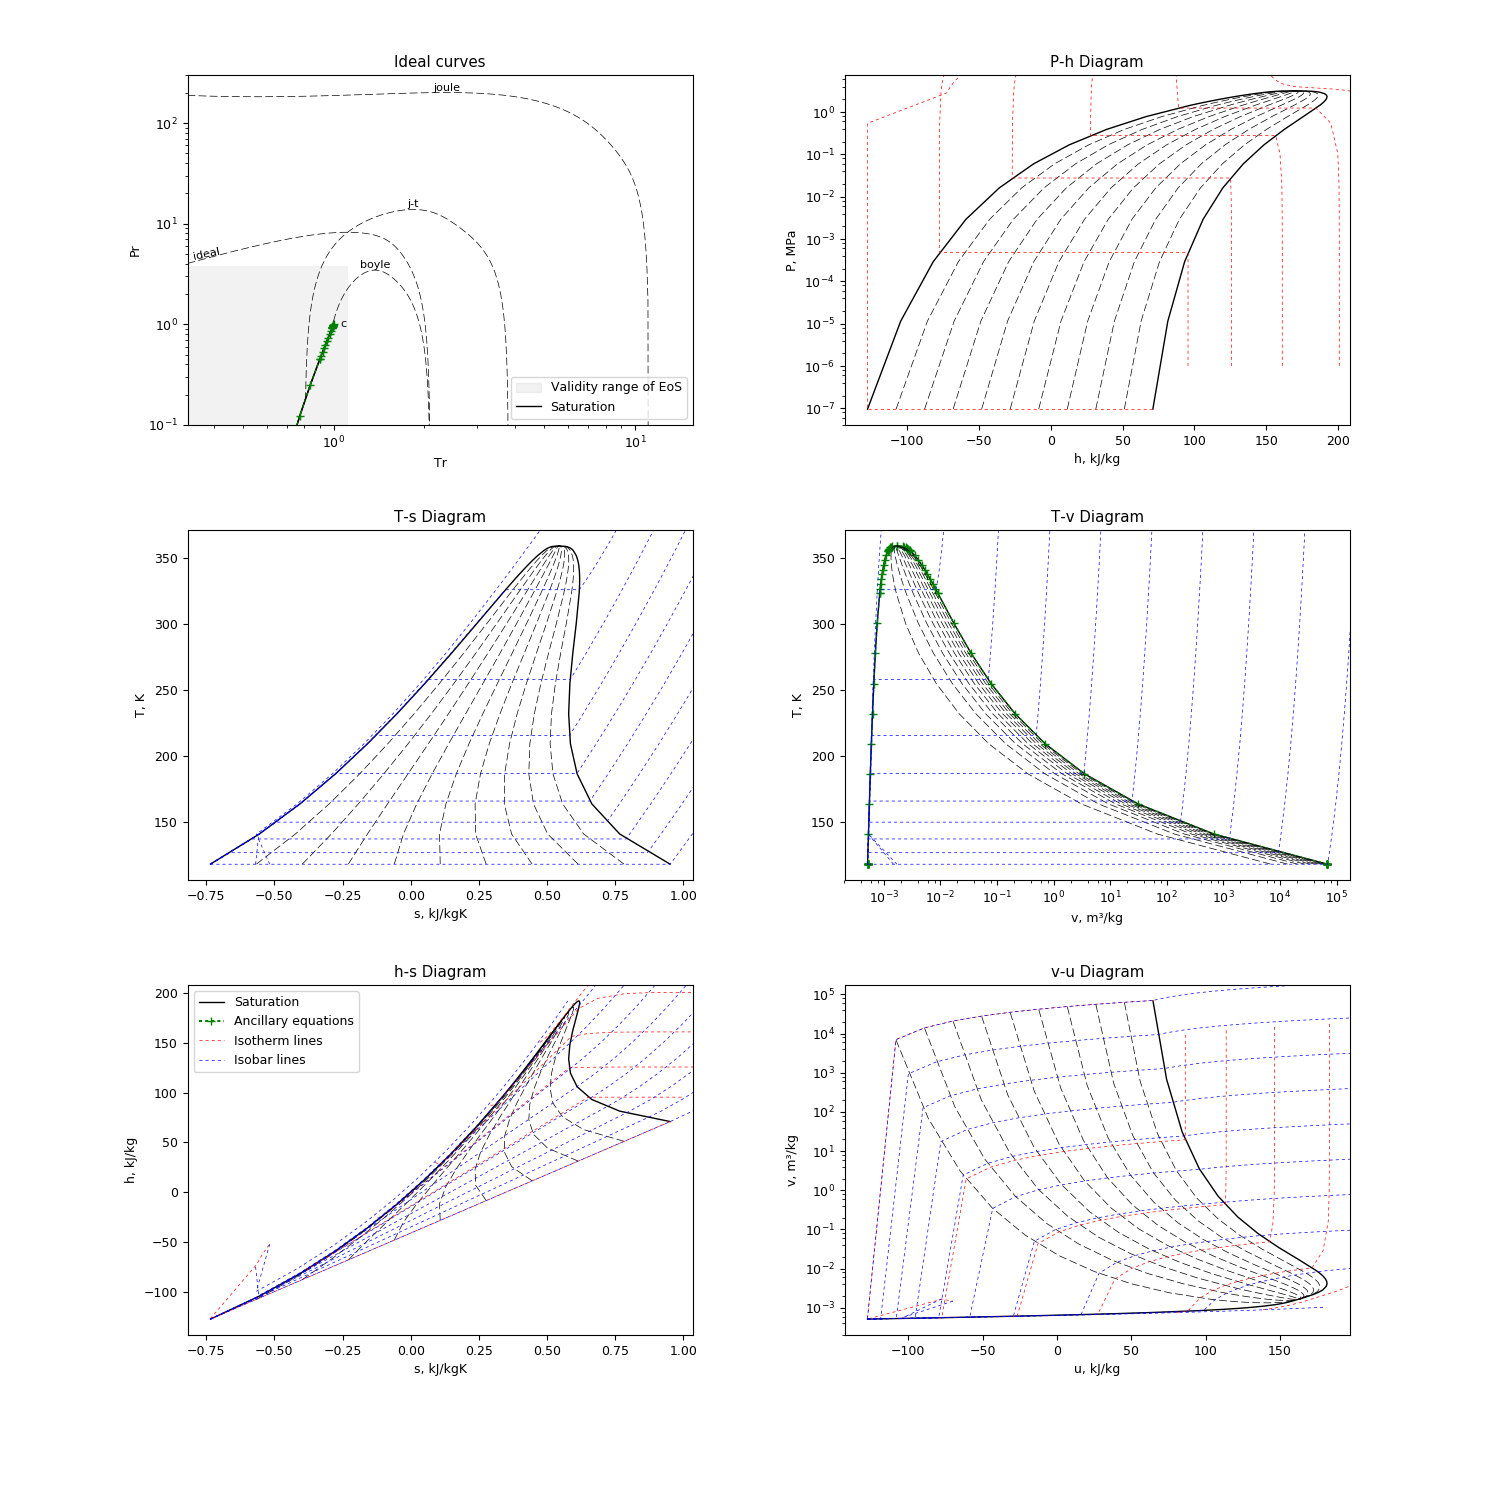 Ideal curves
joule
j-t
ideal
boyle
c
Validity range of EoS
Saturation
10² 10¹ 10⁰ 10⁻¹
Pr
10⁰ 10¹
Tr
P-h Diagram
10⁰ 10⁻¹ 10⁻² 10⁻³ 10⁻⁴ 10⁻⁵ 10⁻⁶ 10⁻⁷
P, MPa
−100 −50 0 50 100 150 200
h, kJ/kg
T-s Diagram
350 300 250 200 150
T, K
−0.75 −0.50 −0.25 0.00 0.25 0.50 0.75 1.00
s, kJ/kgK
T-v Diagram
350 300 250 200 150
T, K
10⁻³ 10⁻² 10⁻¹ 10⁰ 10¹ 10² 10³ 10⁴ 10⁵
v, m³/kg
h-s Diagram
Saturation
Ancillary equations
Isotherm lines
Isobar lines
200 150 100 50 0 −50 −100
h, kJ/kg
−0.75 −0.50 −0.25 0.00 0.25 0.50 0.75 1.00
s, kJ/kgK
v-u Diagram
10⁵ 10⁴ 10³ 10² 10¹ 10⁰ 10⁻¹ 10⁻² 10⁻³
v, m³/kg
−100 −50 0 50 100 150
u, kJ/kg